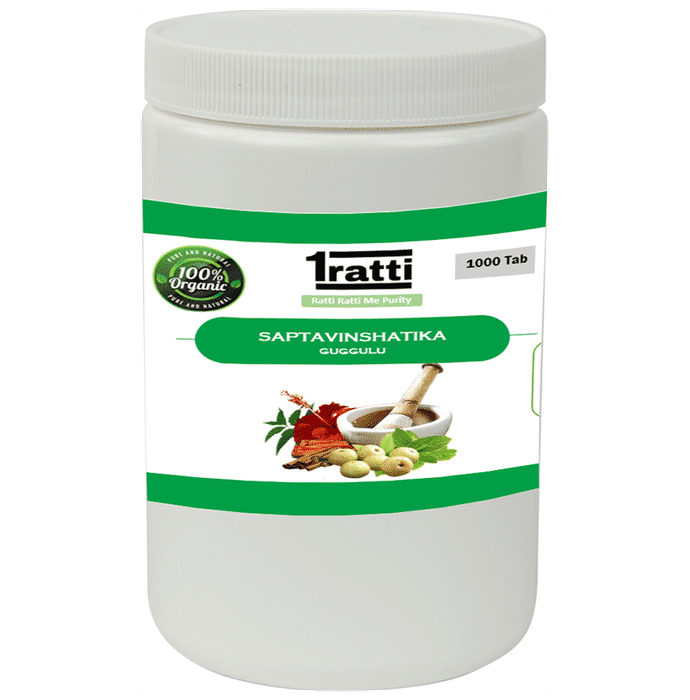 PURE AND NATURAL
100%
Organic
PURE AND NATURAL
1ratti
Ratti Ratti Me Purity
1000 Tab
SAPTAVINSHATIKA
GUGGULU